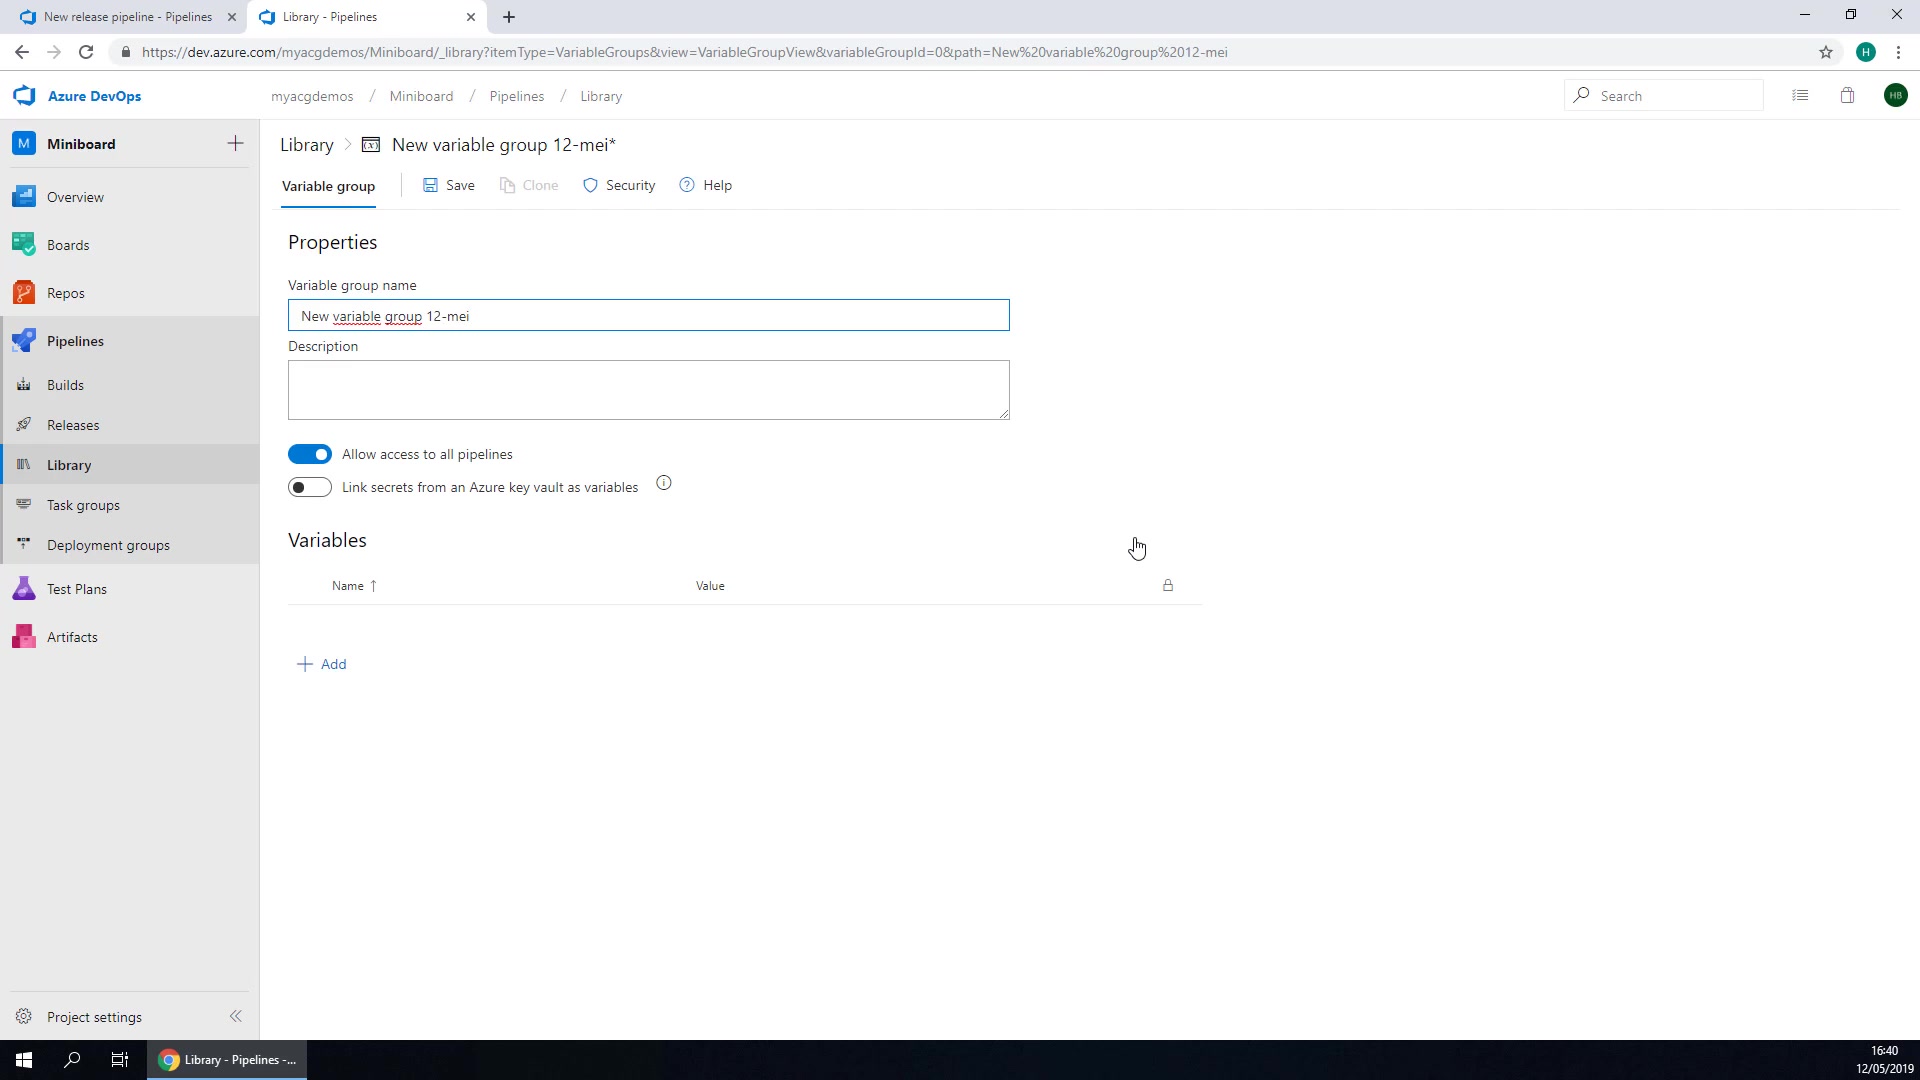 New release pipeline - Pipelines
Library - Pipelines
https://dev.azure.com/myacgdemos/Miniboard/_library?itemType=VariableGroups&view=VariableGroupView&variableGroupId=0&path=New%20variable%20group%2012-mei
H
Azure DevOps
myacgdemos / Miniboard / Pipelines / Library
Search
HB
M Miniboard
Library > (x) New variable group 12-mei*
Variable group
Save
Clone
Security
Help
Overview
Boards
Repos
Pipelines
Builds
Releases
Library
Task groups
Deployment groups
Test Plans
Artifacts
Project settings
Properties
Variable group name
New variable group 12-mei
Description
Allow access to all pipelines
Link secrets from an Azure key vault as variables
Variables
Name ↑
Value
+ Add
Library - Pipelines -...
16:40
12/05/2019